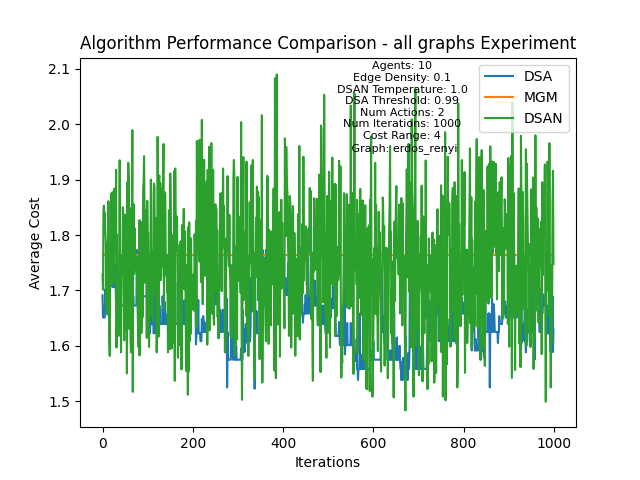 Algorithm Performance Comparison - all graphs Experiment
Agents: 10
Edge Density: 0.1
DSAN Temperature: 1.0
DSA Threshold: 0.99
Num Actions: 2
Num Iterations: 1000
Cost Range: 4
Graph: erdos_renyi
DSA
MGM
DSAN
2.1
2.0
1.9
1.8
1.7
1.6
1.5
Average Cost
0
200
400
600
800
1000
Iterations